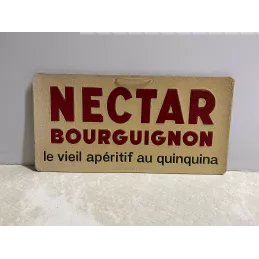 NECTAR
BOURGUIGNON
le vieil apéritif au quinquina